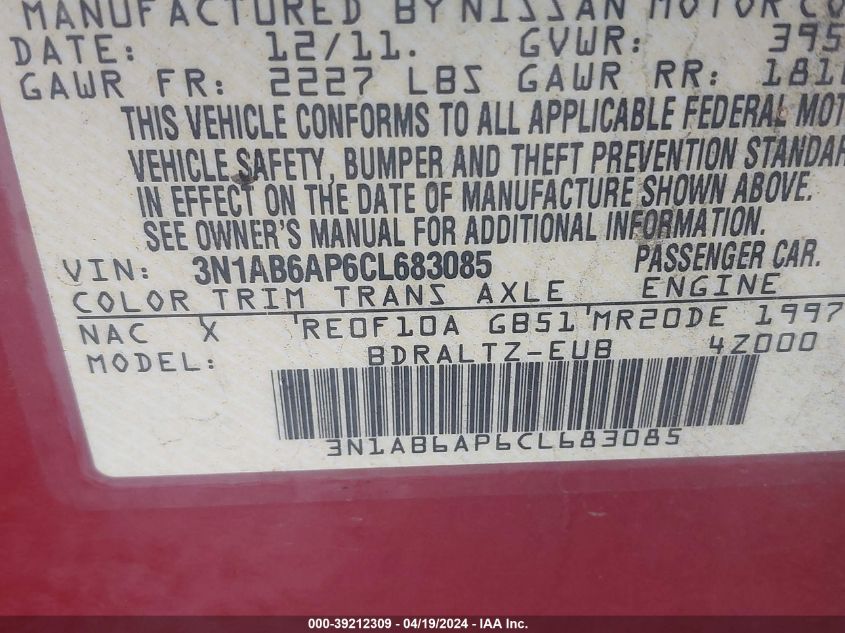 MANUFACTURED BY NISSAN MOTOR CO
DATE: 12/11. GVWR: 395
GAWR FR: 2227 LBS GAWR RR: 181
THIS VEHICLE CONFORMS TO ALL APPLICABLE FEDERAL MOT
VEHICLE SAFETY, BUMPER AND THEFT PREVENTION STANDAR
IN EFFECT ON THE DATE OF MANUFACTURE SHOWN ABOVE.
SEE OWNER'S MANUAL FOR ADDITIONAL INFORMATION.
VIN: 3N1AB6AP6CL683085 PASSENGER CAR.
COLOR TRIM TRANS AXLE ENGINE
NAC X 'RE0F10A GB51'MR20DE 1997
MODEL: BDRALTZ-EUB 4Z000
3N1AB6AP6CL683085
000-39212309 - 04/19/2024 - IAA Inc.